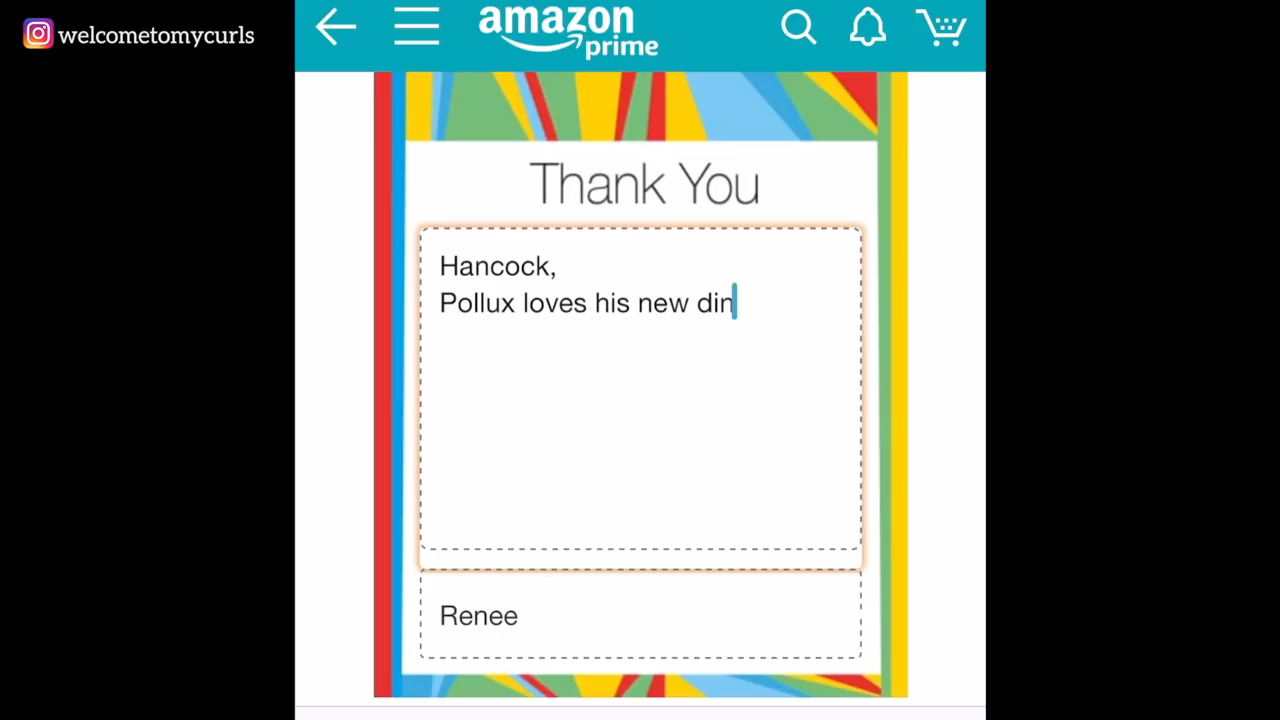 welcometomycurls
amazon
prime
Thank You
Hancock,
Pollux loves his new din
Renee